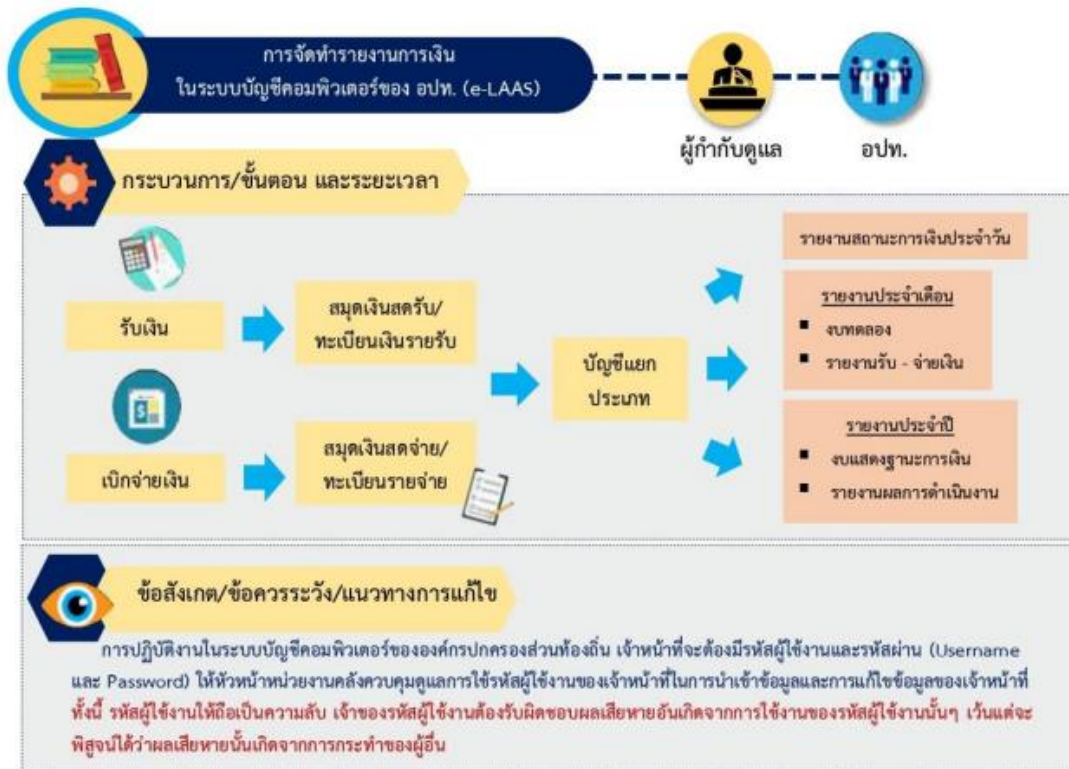 การจัดทำรายงานการเงิน
ในระบบบัญชีคอมพิวเตอร์ของ อปท. (e-LAAS)
ผู้กำกับดูแล
อปท.
กระบวนการ/ขั้นตอน และระยะเวลา
รับเงิน
สมุดเงินสดรับ/
ทะเบียนเงินรายรับ
เบิกจ่ายเงิน
สมุดเงินสดจ่าย/
ทะเบียนรายจ่าย
บัญชีแยก
ประเภท
รายงานสถานะการเงินประจำวัน
รายงานประจำเดือน
▪ งบทดลอง
▪ รายงานรับ - จ่ายเงิน
รายงานประจำปี
▪ งบแสดงฐานะการเงิน
▪ รายงานผลการดำเนินงาน
ข้อสังเกต/ข้อควรระวัง/แนวทางการแก้ไข
การปฏิบัติงานในระบบบัญชีคอมพิวเตอร์ขององค์กรปกครองส่วนท้องถิ่น เจ้าหน้าที่จะต้องมีรหัสผู้ใช้งานและรหัสผ่าน (Username
และ Password) ให้หัวหน้าหน่วยงานคลังควบคุมดูแลการใช้รหัสผู้ใช้งานของเจ้าหน้าที่ในการนำเข้าข้อมูลและการแก้ไขข้อมูลของเจ้าหน้าที่
ทั้งนี้ รหัสผู้ใช้งานให้ถือเป็นความลับ เจ้าของรหัสผู้ใช้งานต้องรับผิดชอบผลเสียหายอันเกิดจากการใช้งานของรหัสผู้ใช้งานนั้นๆ เว้นแต่จะ
พิสูจน์ได้ว่าผลเสียหายนั้นเกิดจากการกระทำของผู้อื่น